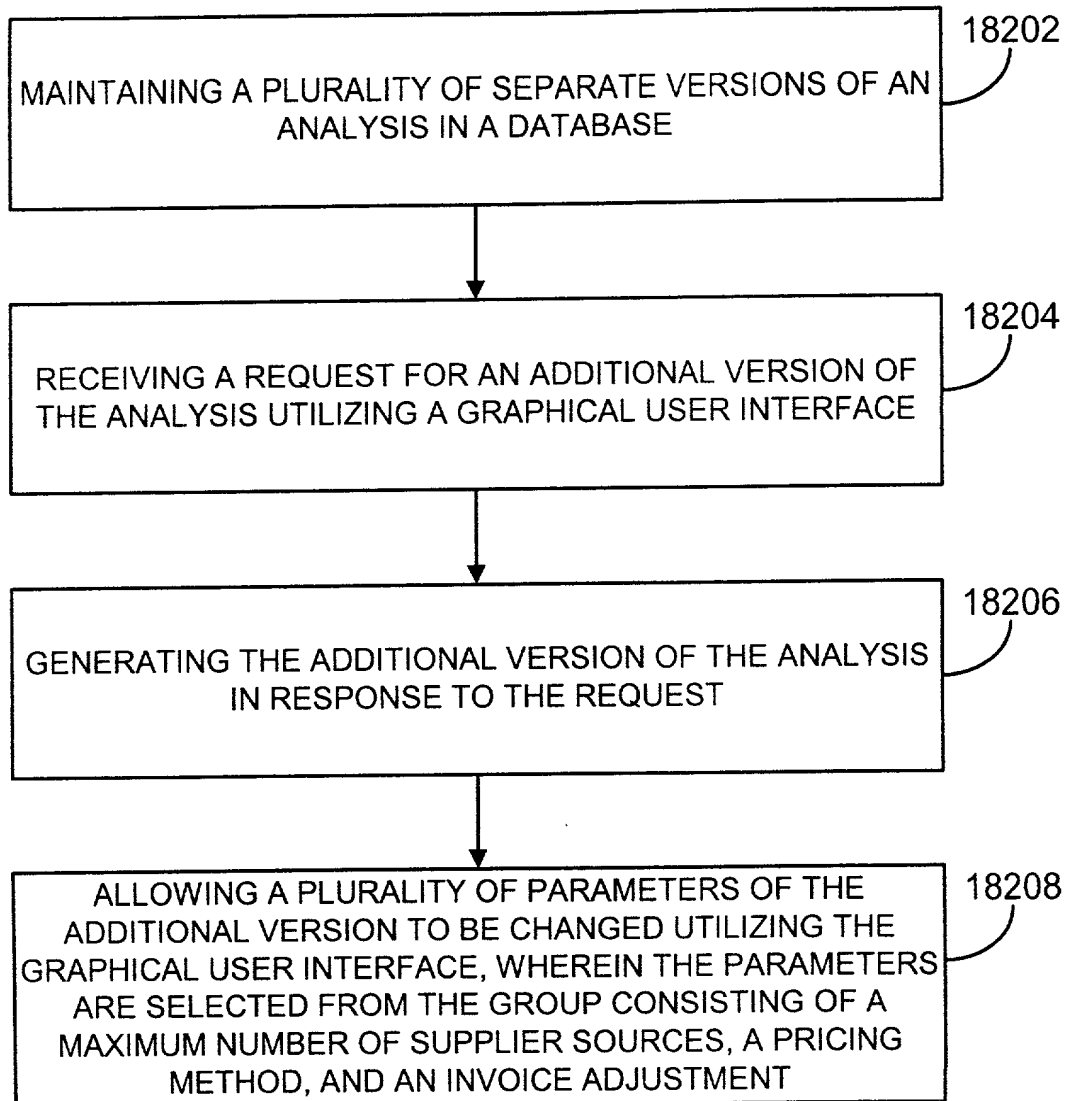 18202
MAINTAINING A PLURALITY OF SEPARATE VERSIONS OF AN
ANALYSIS IN A DATABASE
18204
RECEIVING A REQUEST FOR AN ADDITIONAL VERSION OF
THE ANALYSIS UTILIZING A GRAPHICAL USER INTERFACE
18206
GENERATING THE ADDITIONAL VERSION OF THE ANALYSIS
IN RESPONSE TO THE REQUEST
18208
ALLOWING A PLURALITY OF PARAMETERS OF THE
ADDITIONAL VERSION TO BE CHANGED UTILIZING THE
GRAPHICAL USER INTERFACE, WHEREIN THE PARAMETERS
ARE SELECTED FROM THE GROUP CONSISTING OF A
MAXIMUM NUMBER OF SUPPLIER SOURCES, A PRICING
METHOD, AND AN INVOICE ADJUSTMENT